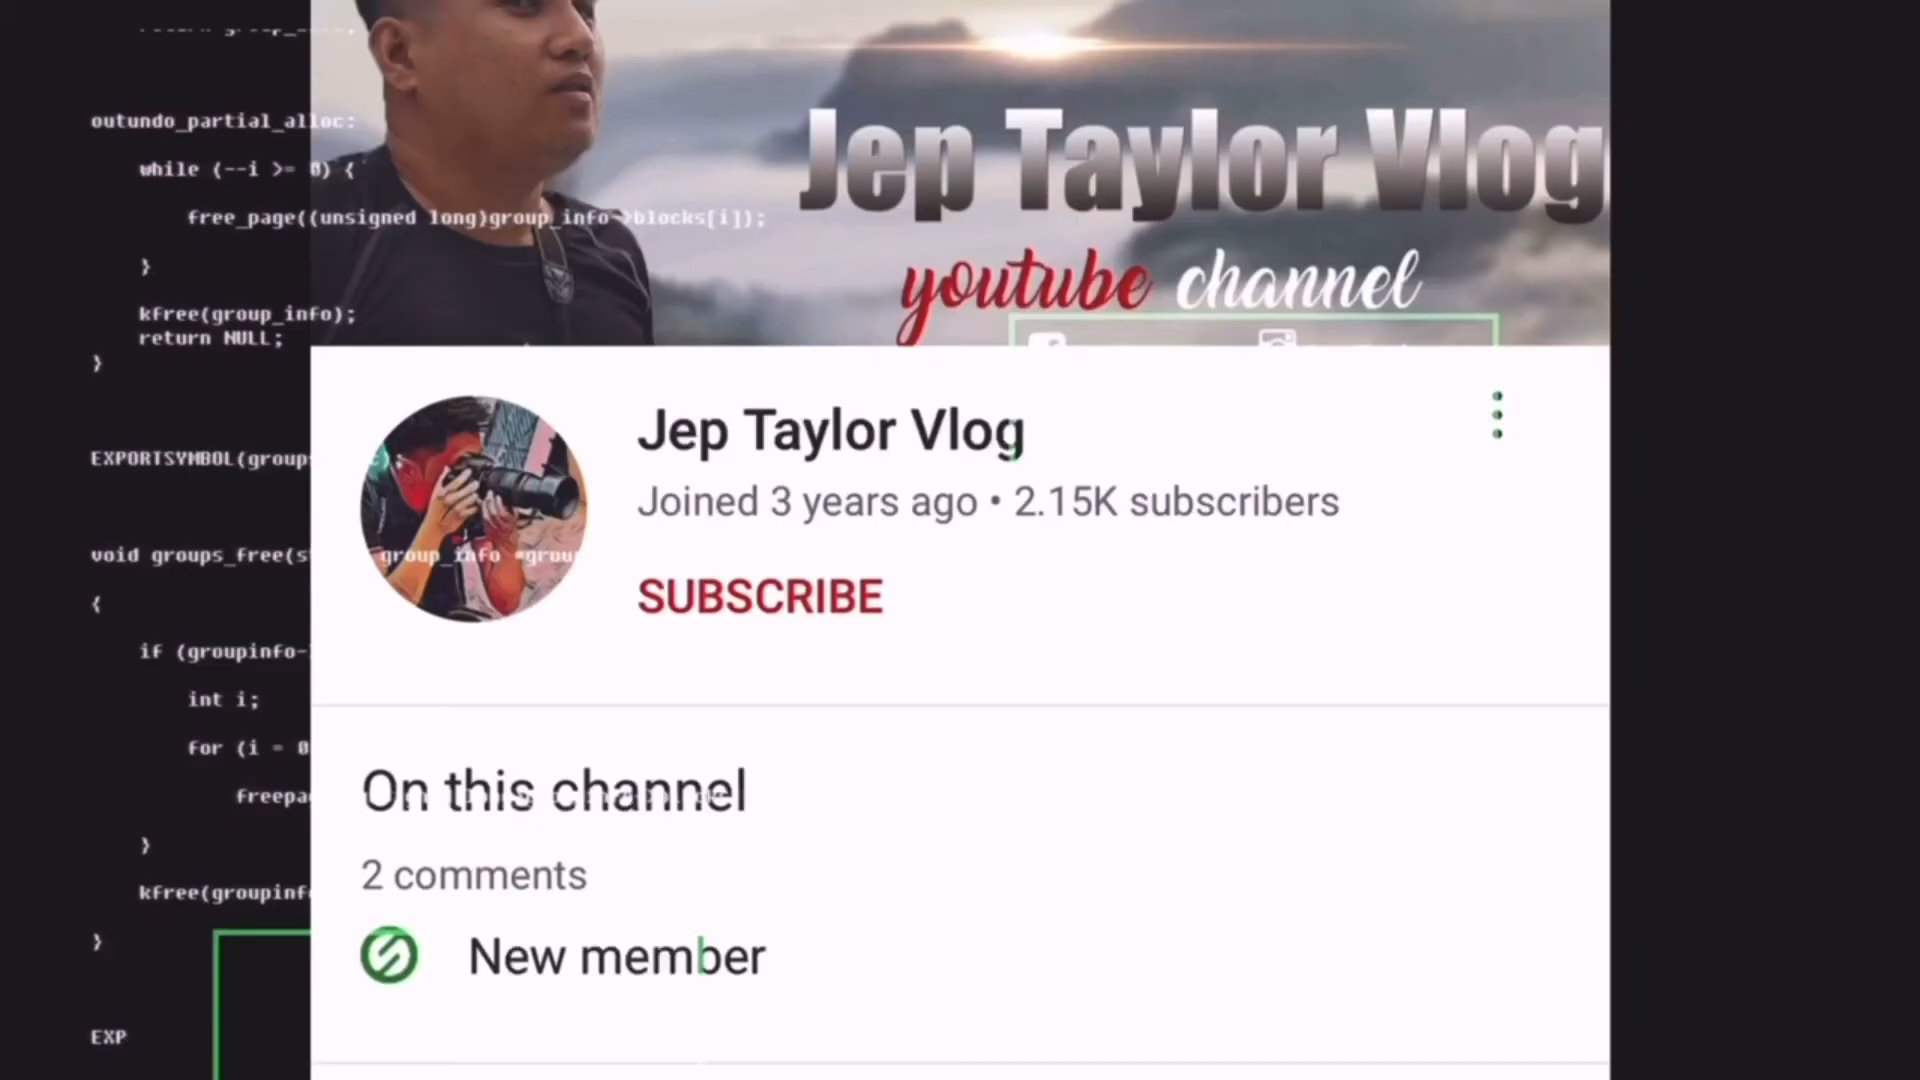 outundo_partial_alloc:
while (--i >= 0) {
free_page((unsigned long)group_info->blocks[i]);
}
kfree(group_info);
return NULL;
}
EXPORTSYMBOL(group
void groups_free(s
group_info *grou
{
if (groupinfo-
int i;
for (i = 0
freepa
}
kfree(groupinf
}
EXP
Jep Taylor Vlog
youtube channel
Jep Taylor Vlog
Joined 3 years ago • 2.15K subscribers
SUBSCRIBE
On this channel
2 comments
New member